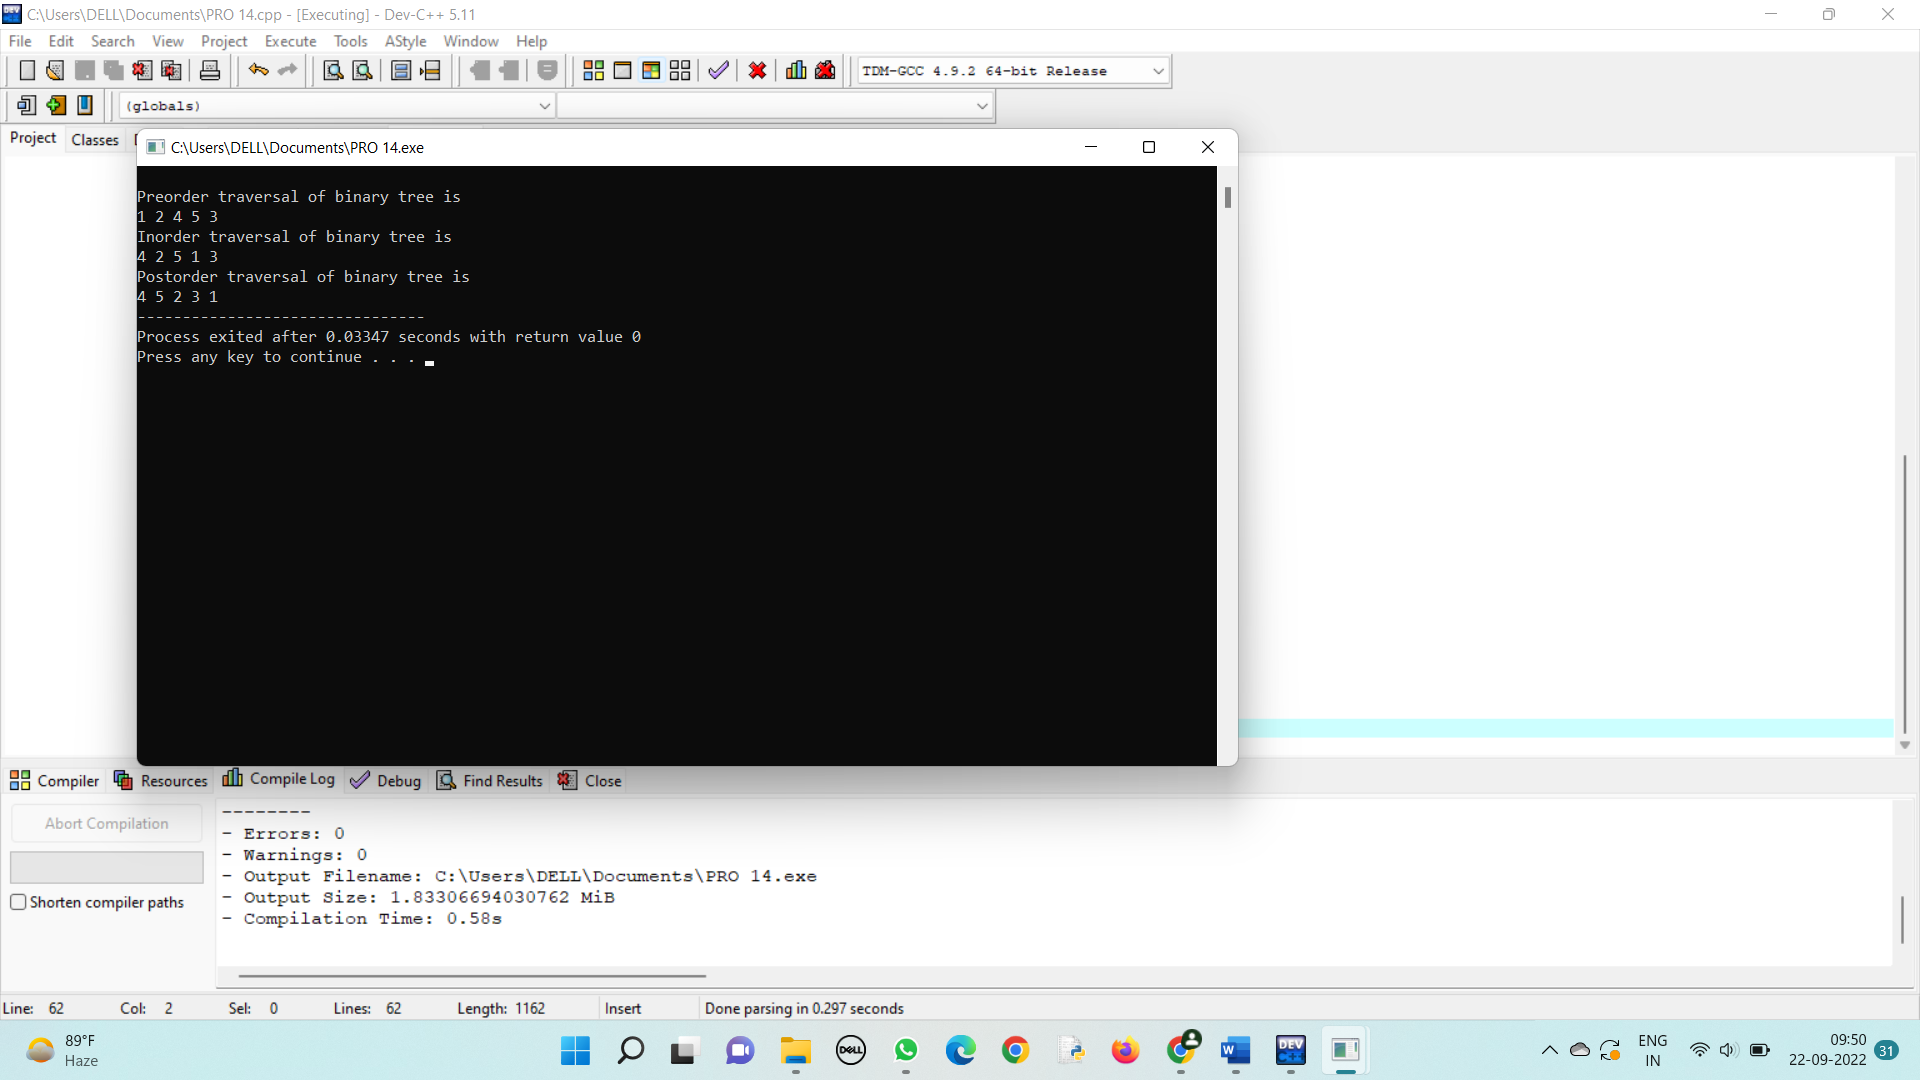 C:\Users\DELL\Documents\PRO 14.cpp - [Executing] - Dev-C++ 5.11
File Edit Search View Project Execute Tools AStyle Window Help
TDM-GCC 4.9.2 64-bit Release
(globals)
Project Classes
C:\Users\DELL\Documents\PRO 14.exe
Preorder traversal of binary tree is
1 2 4 5 3
Inorder traversal of binary tree is
4 2 5 1 3
Postorder traversal of binary tree is
4 5 2 3 1
--------------------------------
Process exited after 0.03347 seconds with return value 0
Press any key to continue . . .
Compiler Resources Compile Log Debug Find Results Close
Abort Compilation
Shorten compiler paths
--------
- Errors: 0
- Warnings: 0
- Output Filename: C:\Users\DELL\Documents\PRO 14.exe
- Output Size: 1.83306694030762 MiB
- Compilation Time: 0.58s
Line: 62 Col: 2 Sel: 0 Lines: 62 Length: 1162 Insert Done parsing in 0.297 seconds
89°F
Haze
DELL
W
DEV
C++
ENG
IN
09:50
22-09-2022
31